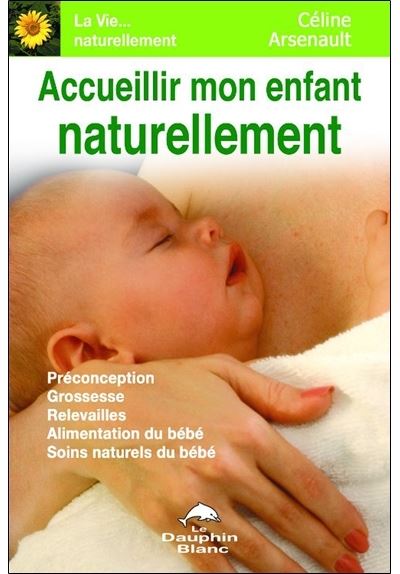 La Vie...
naturellement
Céline
Arsenault
Accueillir mon enfant
naturellement
Préconception
Grossesse
Relevailles
Alimentation du bébé
Soins naturels du bébé
Le
Dauphin
Blanc